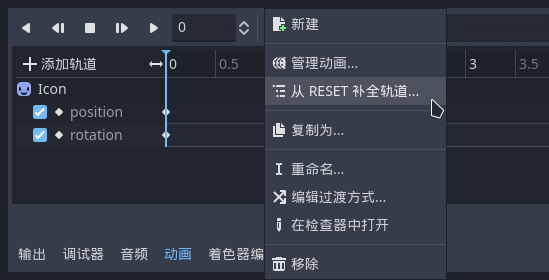 0
新建
添加轨道
0
0.5
3
3.5
管理动画...
Icon
从 RESET 补全轨道...
position
复制为...
rotation
重命名...
编辑过渡方式...
在检查器中打开
输出
调试器
音频
动画
着色器编
移除